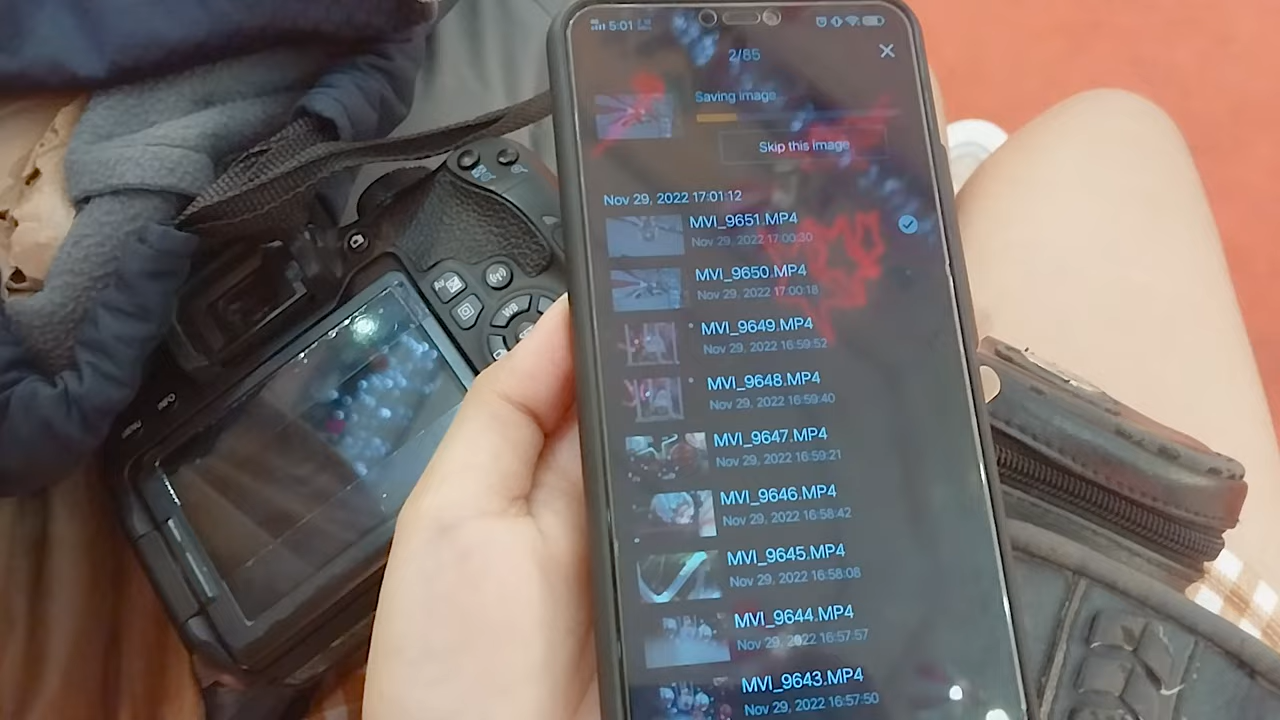 5:01
2/85
Saving image
Skip this image
Nov 29, 2022 17:01:12
MVI_9651.MP4
Nov 29, 2022 17:00:30
MVI_9650.MP4
Nov 29, 2022 17:00:18
MVI_9649.MP4
Nov 29, 2022 16:59:52
MVI_9648.MP4
Nov 29, 2022 16:59:40
MVI_9647.MP4
Nov 29, 2022 16:59:21
MVI_9646.MP4
Nov 29, 2022 16:58:42
MVI_9645.MP4
Nov 29, 2022 16:58:08
MVI_9644.MP4
Nov 29, 2022 16:57:57
MVI_9643.MP4
Nov 29, 2022 16:57:50
Av
WB